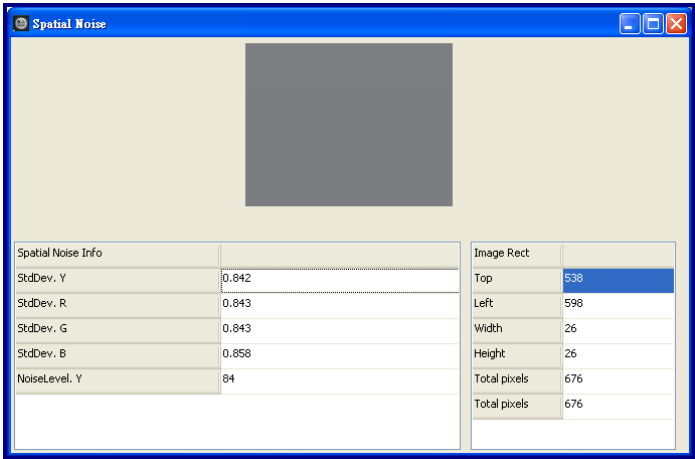 Spatial Noise
Spatial Noise Info
StdDev. Y 0.842
StdDev. R 0.843
StdDev. G 0.843
StdDev. B 0.858
NoiseLevel. Y 84
Image Rect
Top 538
Left 598
Width 26
Height 26
Total pixels 676
Total pixels 676